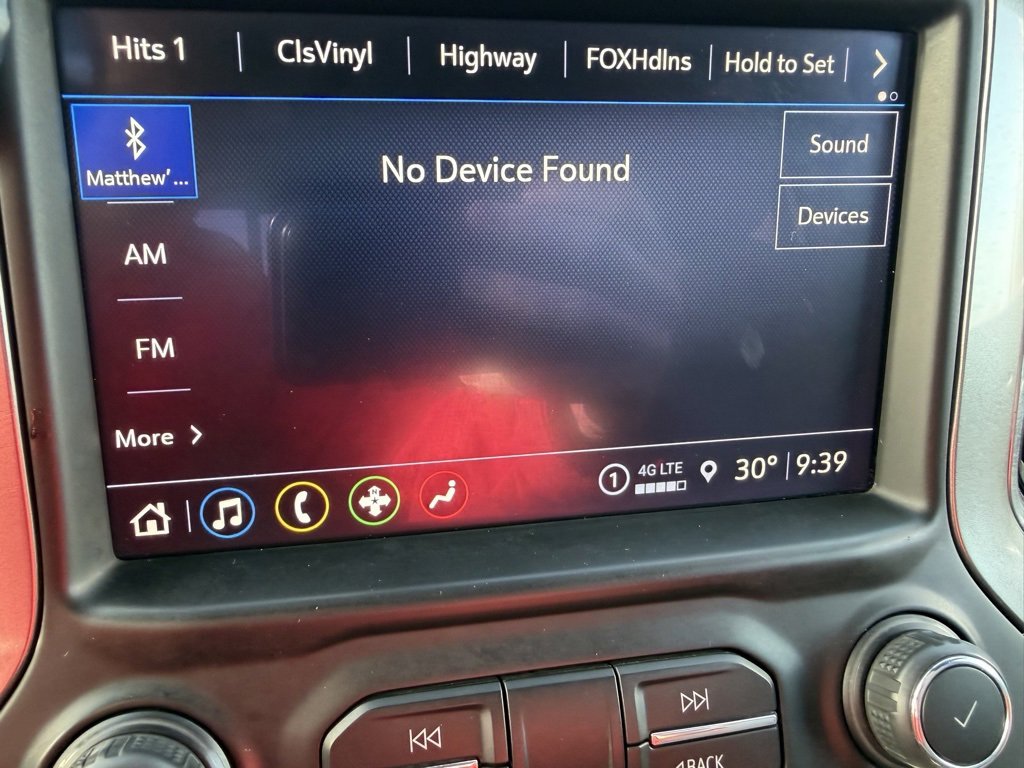 Hits 1 ClsVinyl Highway FOXHdlns Hold to Set
Matthew' ...
No Device Found
Sound
Devices
AM
FM
More
1 4G LTE 30° 9:39
N
BACK